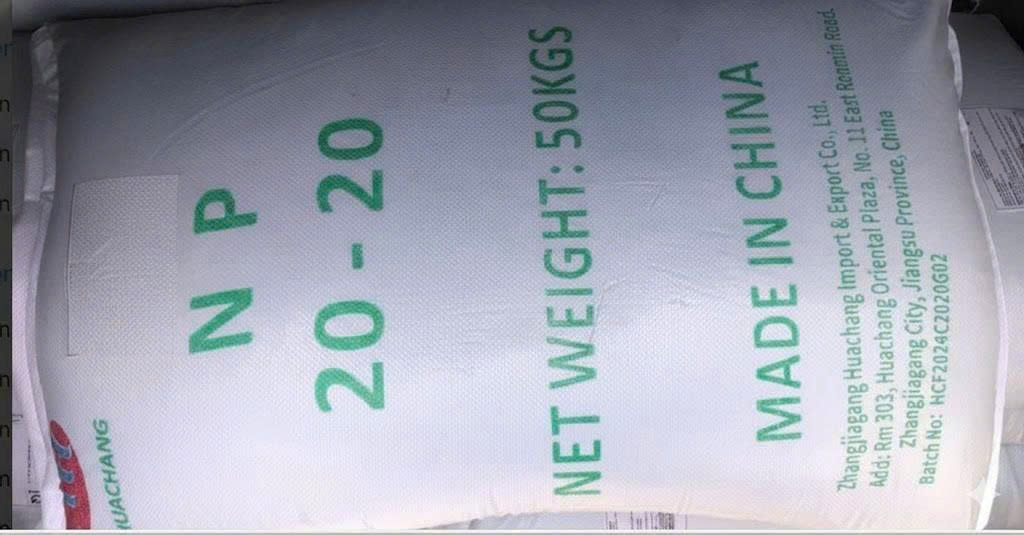 HUACHANG
N P
20 - 20
NET WEIGHT: 50KGS
MADE IN CHINA
Zhangjiagang Huachang Import & Export Co., Ltd.
Add: Rm 303, Huachang Oriental Plaza, No. 11 East Renmin Road.
Zhangjiagang City, Jiangsu Province, China
Batch No: HCF2024C2020G02